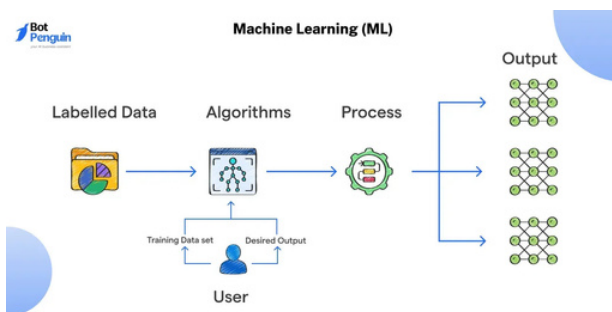 Bot
Penguin
Machine Learning (ML)
Output
Labelled Data
Algorithms
Process
Training Data set
Desired Output
User